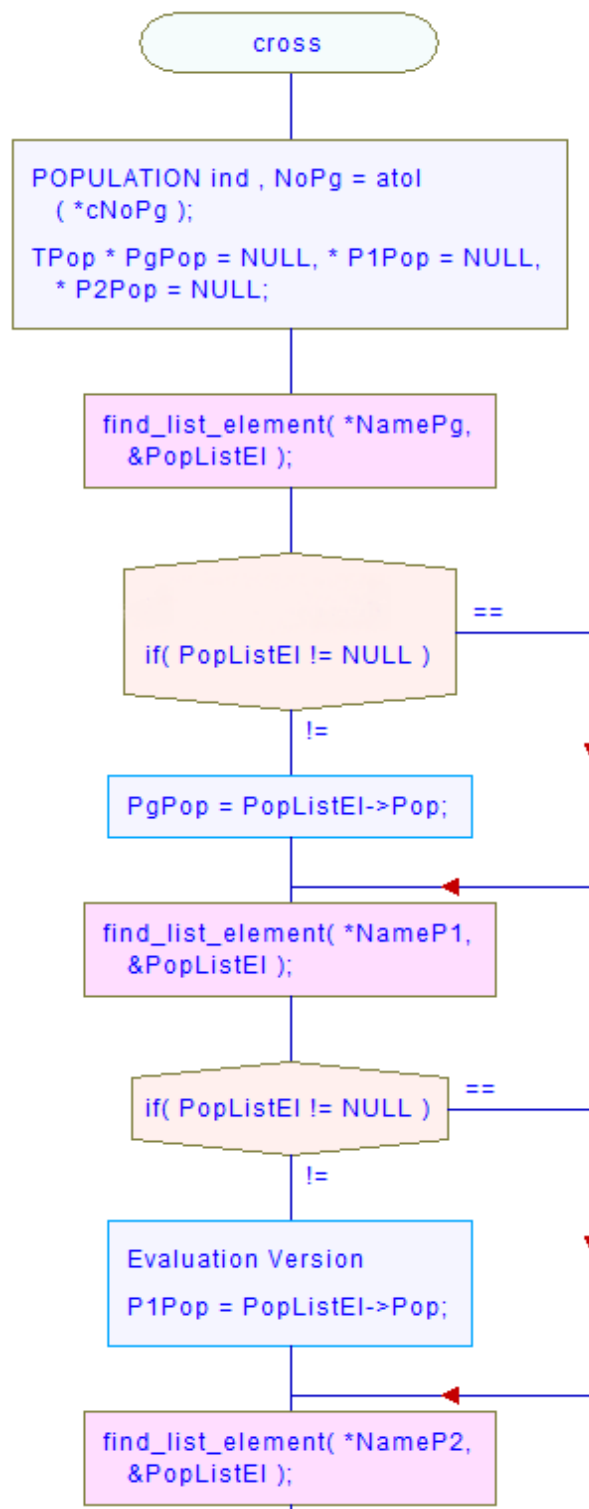 cross
POPULATION ind , NoPg = atol
( *cNoPg );
TPop * PgPop = NULL, * P1Pop = NULL,
* P2Pop = NULL;
find_list_element( *NamePg,
&PopListEl );
if( PopListEl != NULL )
==
!=
PgPop = PopListEl->Pop;
find_list_element( *NameP1,
&PopListEl );
if( PopListEl != NULL )
==
!=
Evaluation Version
P1Pop = PopListEl->Pop;
find_list_element( *NameP2,
&PopListEl );